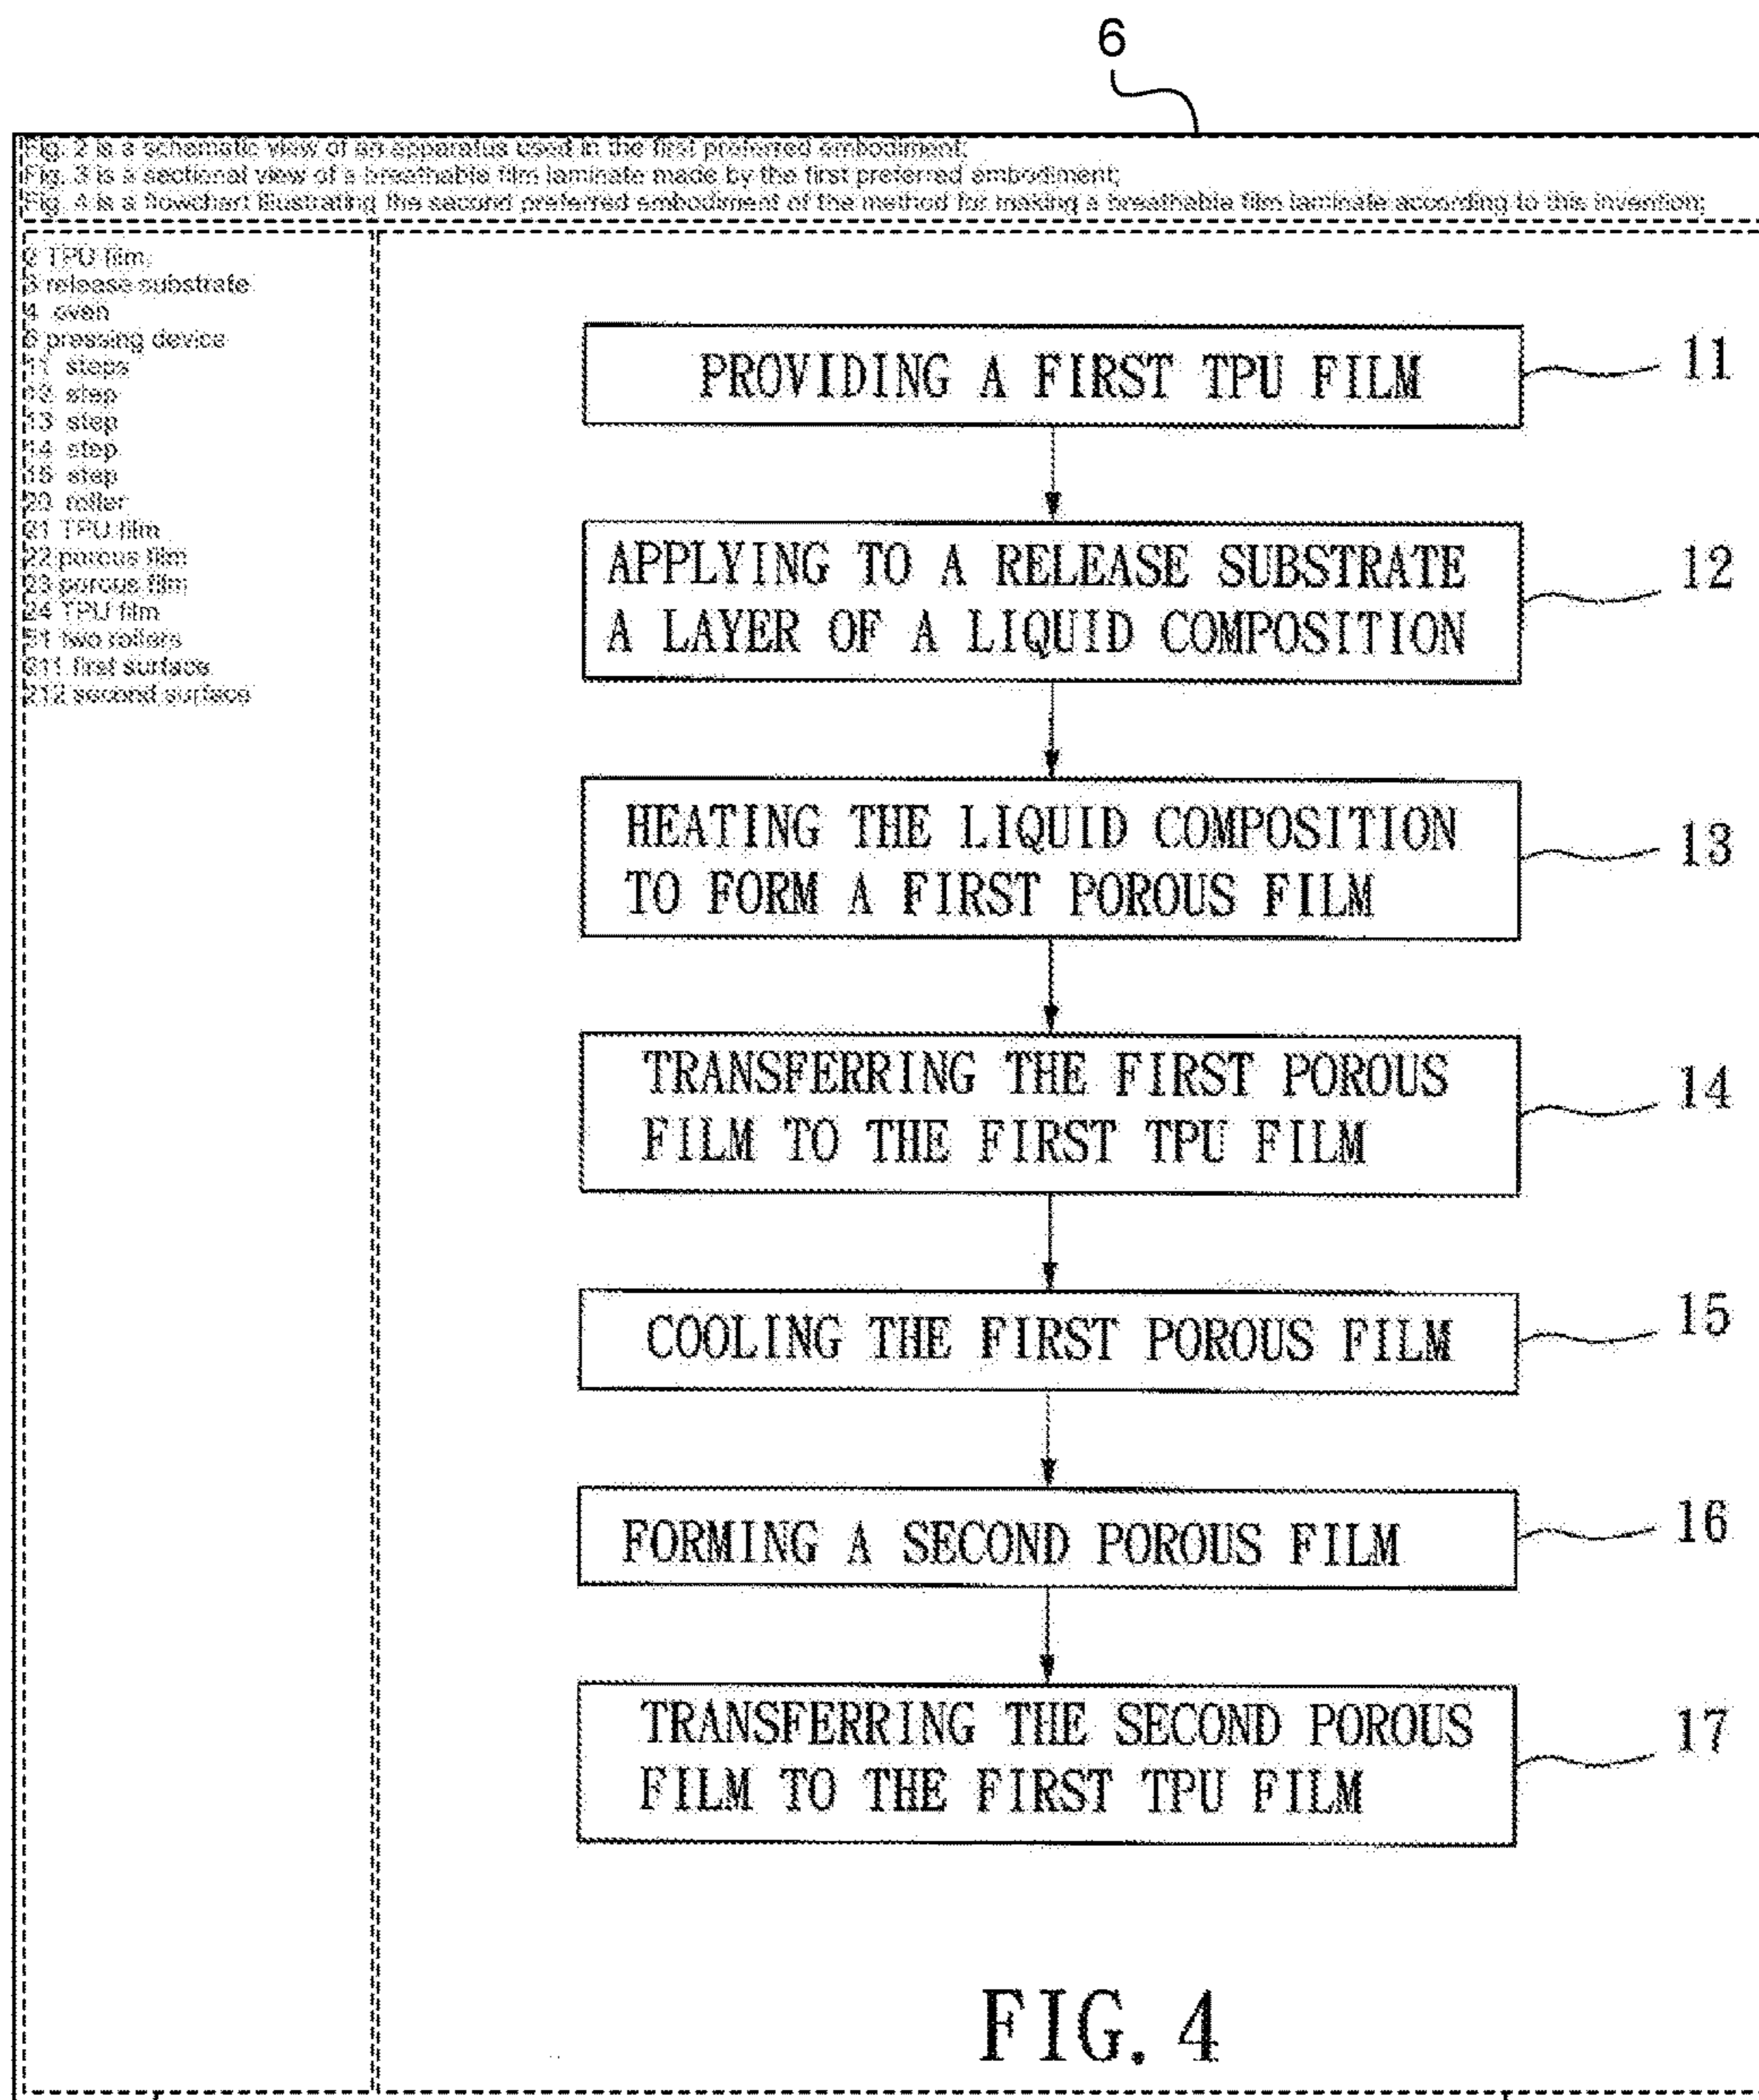 6
Fig. 2 is a schematic view of an apparatus used in the first preferred embodiment;
Fig. 3 is a sectional view of a breathable film laminate made by the first preferred embodiment;
Fig. 4 is a flowchart illustrating the second preferred embodiment of the method for making a breathable film laminate according to this invention;
2 TPU film
3 release substrate
4 oven
pressing device
11 steps
12 step
13 step
14 step
15 step
20 roller
21 TPU film
22 porous film
23 porous film
24 TPU film
51 two rollers
211 first surface
212 second surface
PROVIDING A FIRST TPU FILM
11
APPLYING TO A RELEASE SUBSTRATE
A LAYER OF A LIQUID COMPOSITION
12
HEATING THE LIQUID COMPOSITION
TO FORM A FIRST POROUS FILM
13
TRANSFERRING THE FIRST POROUS
FILM TO THE FIRST TPU FILM
14
COOLING THE FIRST POROUS FILM
15
FORMING A SECOND POROUS FILM
16
TRANSFERRING THE SECOND POROUS
FILM TO THE FIRST TPU FILM
17
FIG. 4